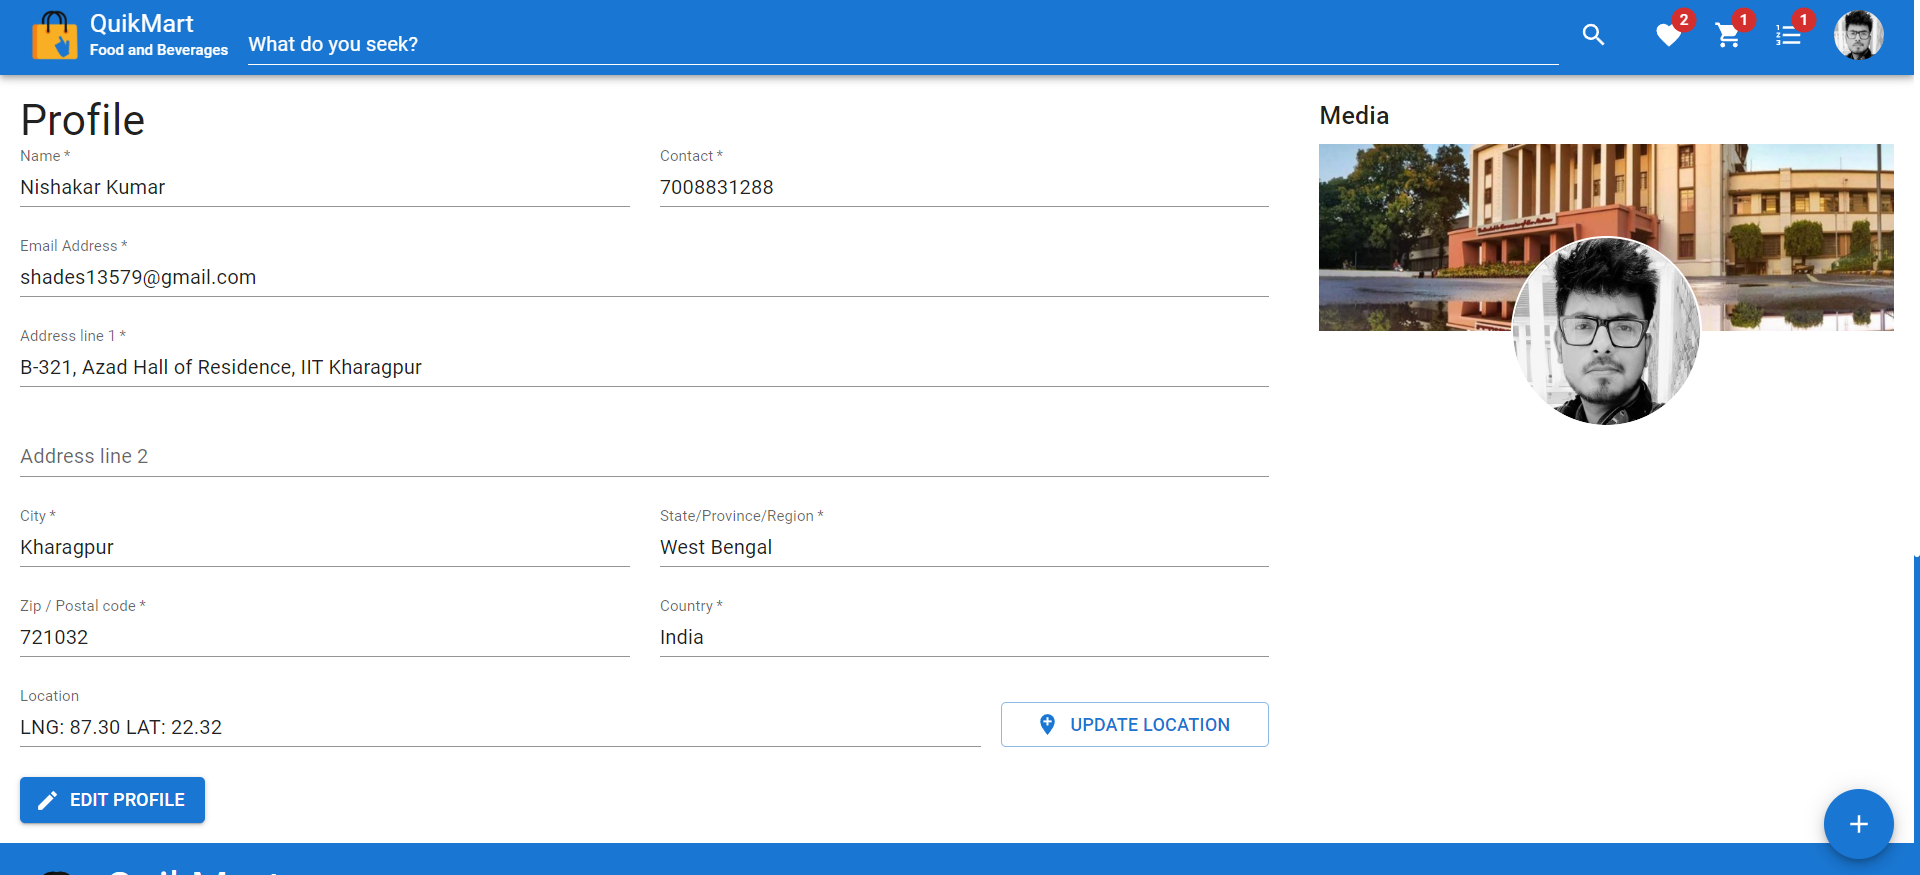 QuikMart
Food and Beverages
What do you seek?
2
1
1
Profile
Name *
Nishakar Kumar
Contact *
7008831288
Email Address *
shades13579@gmail.com
Address line 1 *
B-321, Azad Hall of Residence, IIT Kharagpur
Address line 2
City *
Kharagpur
State/Province/Region *
West Bengal
Zip / Postal code *
721032
Country *
India
Location
LNG: 87.30 LAT: 22.32
UPDATE LOCATION
EDIT PROFILE
Media